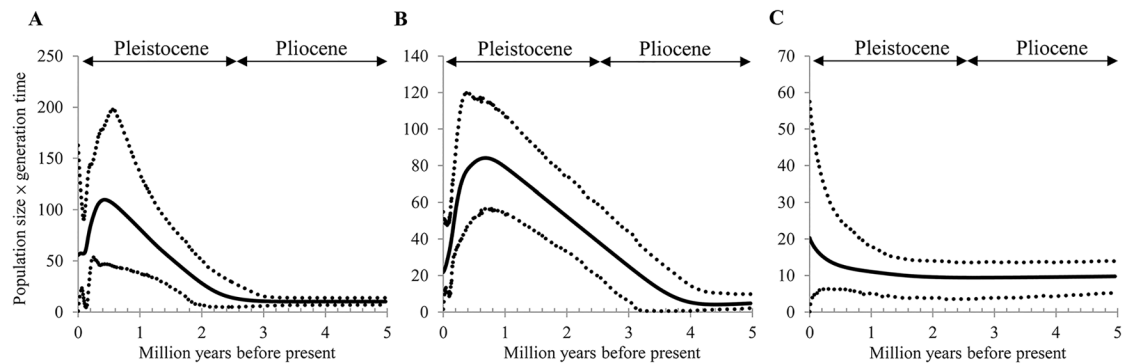 A
B
C
Pleistocene Pliocene
Pleistocene Pliocene
Pleistocene Pliocene
Population size × generation time
250
200
150
100
50
0
0 1 2 3 4 5
Million years before present
140
120
100
80
60
40
20
0
0 1 2 3 4 5
Million years before present
70
60
50
40
30
20
10
0
0 1 2 3 4 5
Million years before present